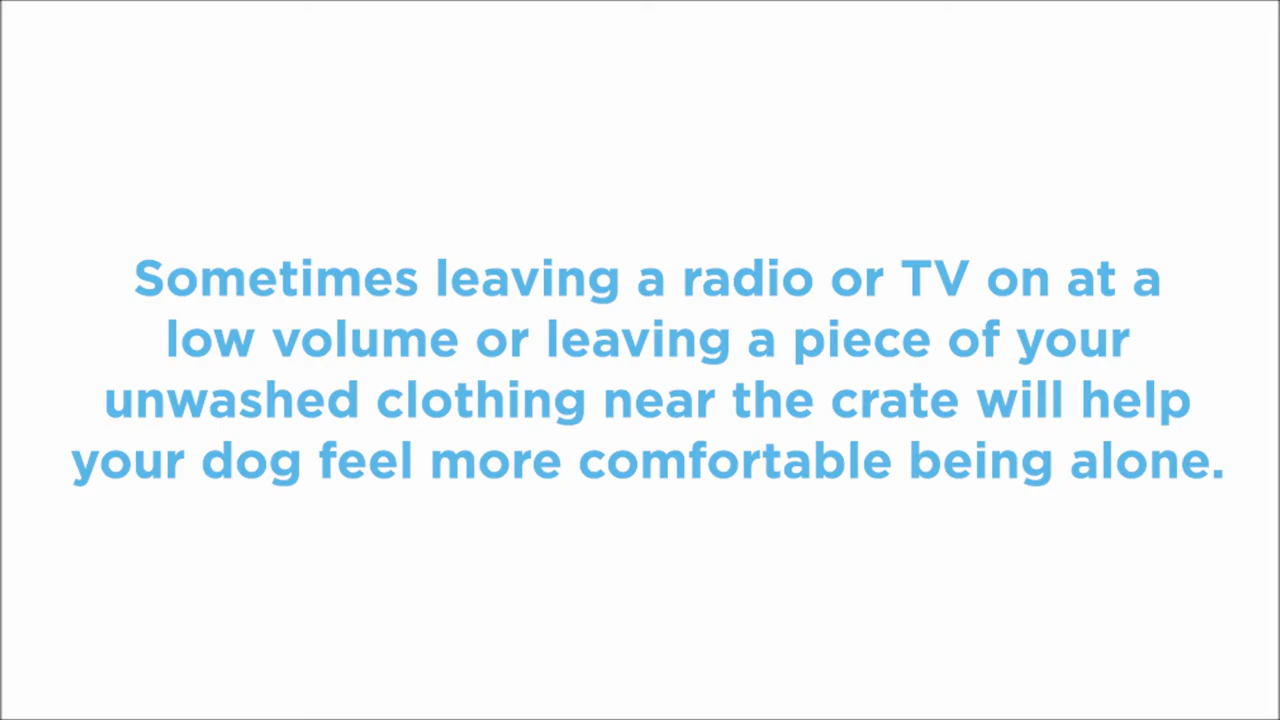 Sometimes leaving a radio or TV on at a
low volume or leaving a piece of your
unwashed clothing near the crate will help
your dog feel more comfortable being alone.